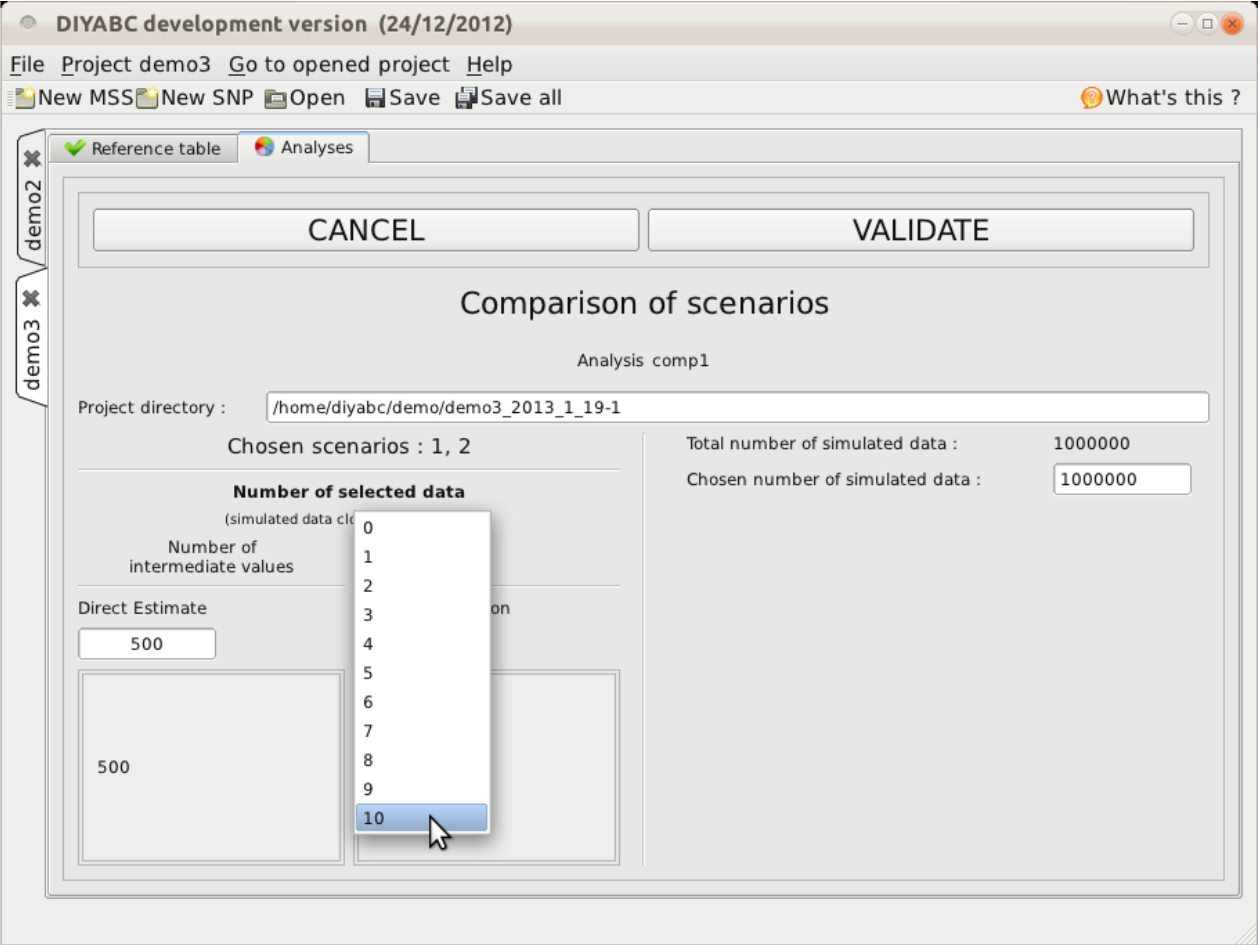 DIYABC development version (24/12/2012)
File Project demo3 Go to opened project Help
New MSS New SNP Open Save Save all What's this ?
demo2
demo3
Reference table Analyses
CANCEL VALIDATE
Comparison of scenarios
Analysis comp1
Project directory : /home/diyabc/demo/demo3_2013_1_19-1
Chosen scenarios : 1, 2
Number of selected data
(simulated data
Number of
intermediate values
Direct Estimate
500
500
0
1
2
3
4
5
6
7
8
9
10
Total number of simulated data : 1000000
Chosen number of simulated data : 1000000